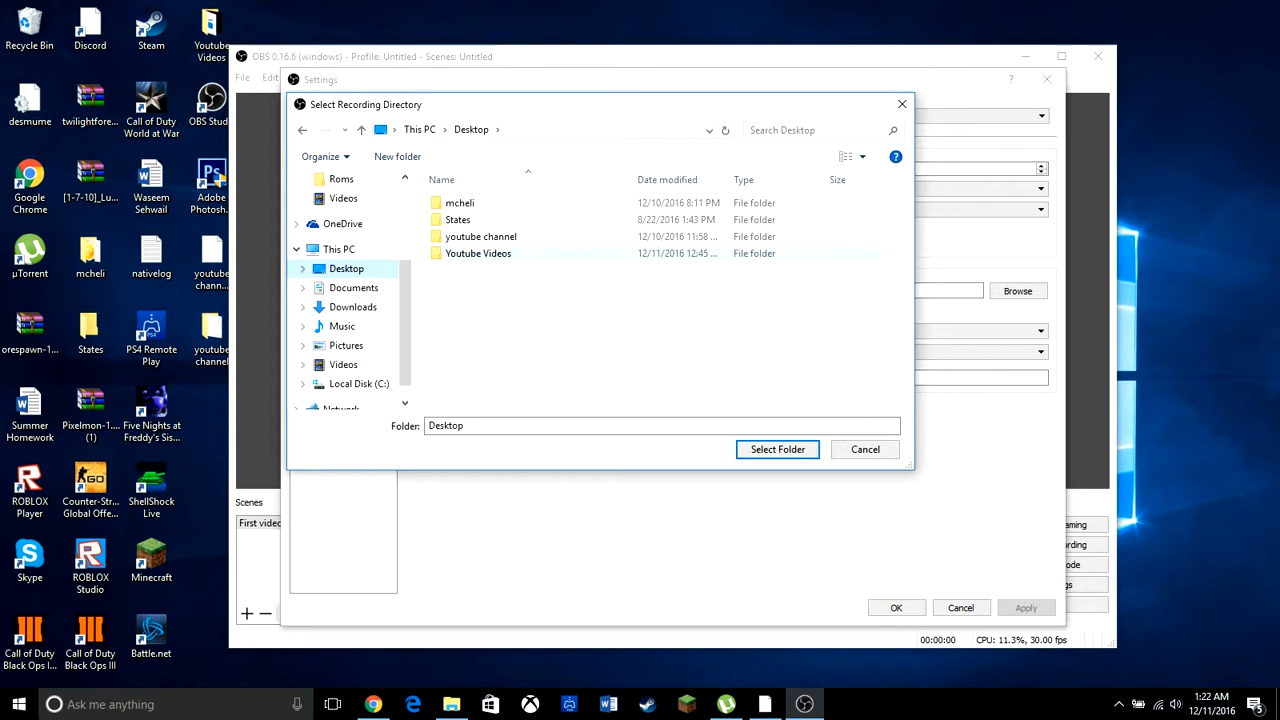 Recycle Bin
Discord
Steam
Youtube Videos
desmume
twilightfore...
Call of Duty World at War
OBS Stud
Google Chrome
[1-7-10]_Lu...
Waseem Sehwail
Adobe Photosh...
µTorrent
mcheli
nativelog
youtube chann...
orespawn-1....
States
PS4 Remote Play
youtube channel
Summer Homework
Pixelmon-1.... (1)
Five Nights at Freddy's Sis...
ROBLOX Player
Counter-Str... Global Offe...
ShellShock Live
Skype
ROBLOX Studio
Minecraft
Call of Duty Black Ops I...
Call of Duty Black Ops III
Battle.net
OBS 0.16.6 (windows) - Profile: Untitled - Scenes: Untitled
File Edit
Settings
Select Recording Directory
This PC Desktop
Search Desktop
Organize
New folder
Roms
Videos
OneDrive
This PC
Desktop
Documents
Downloads
Music
Pictures
Videos
Local Disk (C:)
Network
Name Date modified Type Size
mcheli 12/10/2016 8:11 PM File folder
States 8/22/2016 1:43 PM File folder
youtube channel 12/10/2016 11:58 ... File folder
Youtube Videos 12/11/2016 12:45 ... File folder
Folder: Desktop
Select Folder
Cancel
Browse
Scenes
First video
aming
rding
ode
gs
OK
Cancel
Apply
00:00:00
CPU: 11.3%, 30.00 fps
Ask me anything
1:22 AM
12/11/2016
5